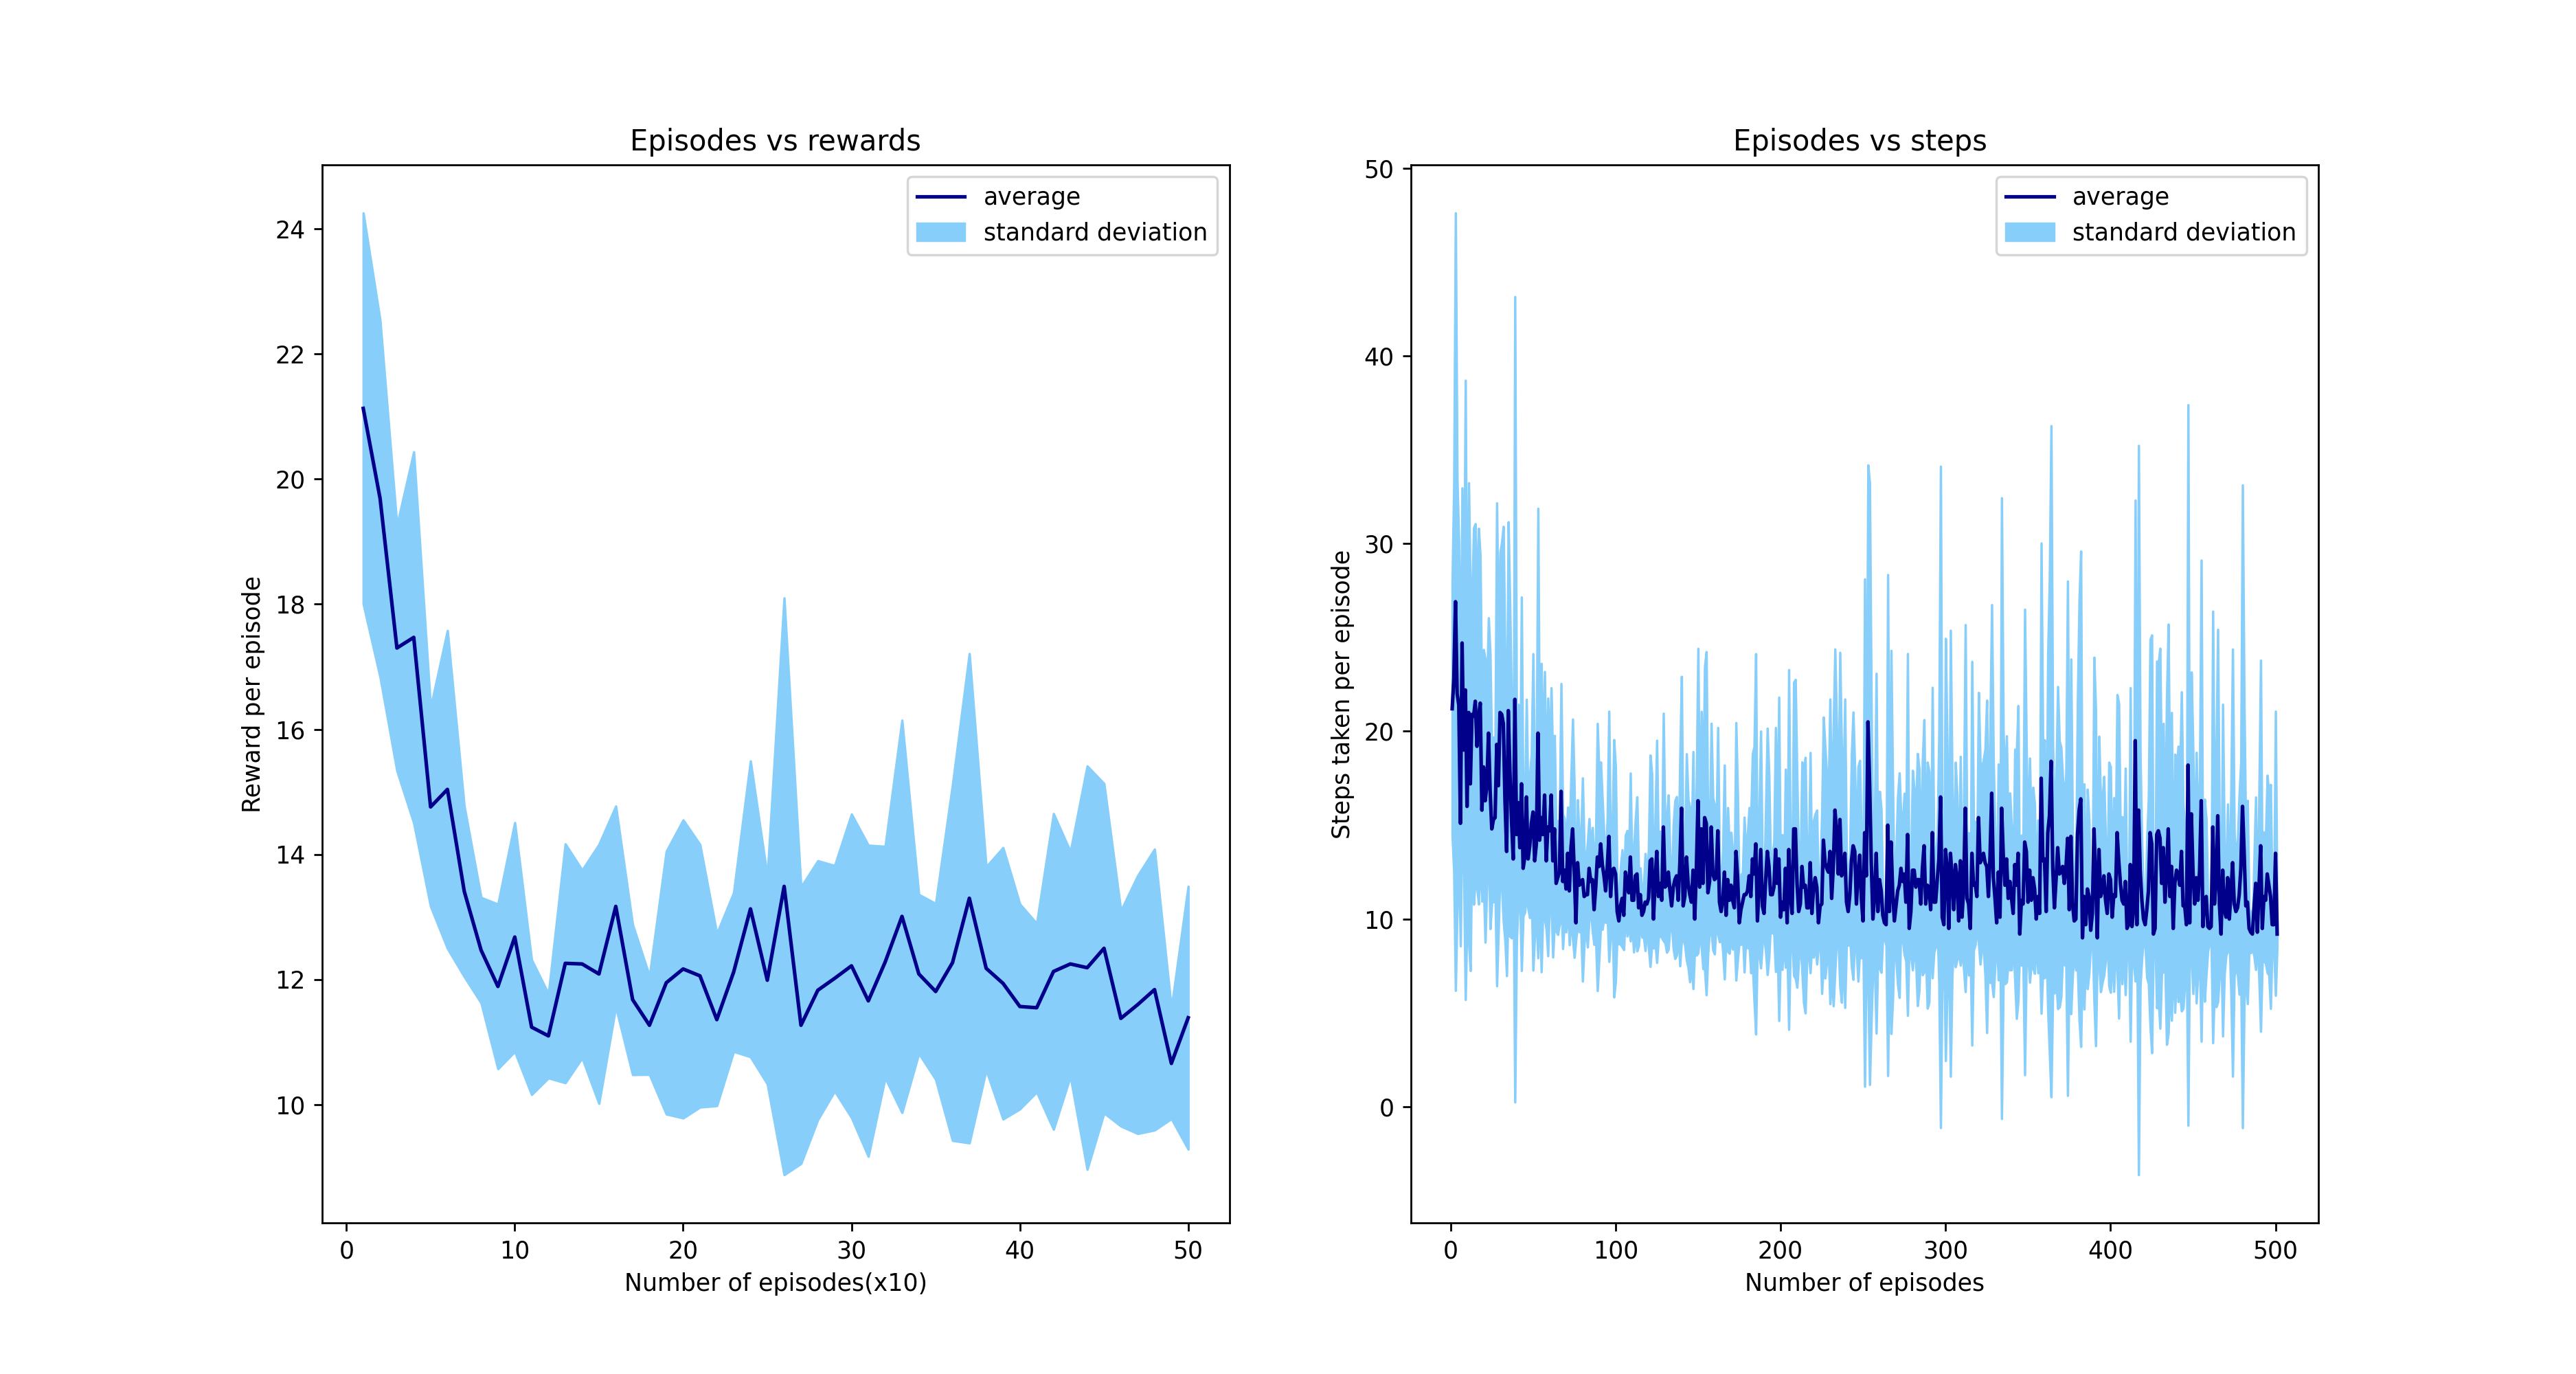 Episodes vs rewards
average
standard deviation
24
22
20
18
16
14
12
10
Reward per episode
0 10 20 30 40 50
Number of episodes(x10)
Episodes vs steps
average
standard deviation
50
40
30
20
10
0
Steps taken per episode
0 100 200 300 400 500
Number of episodes